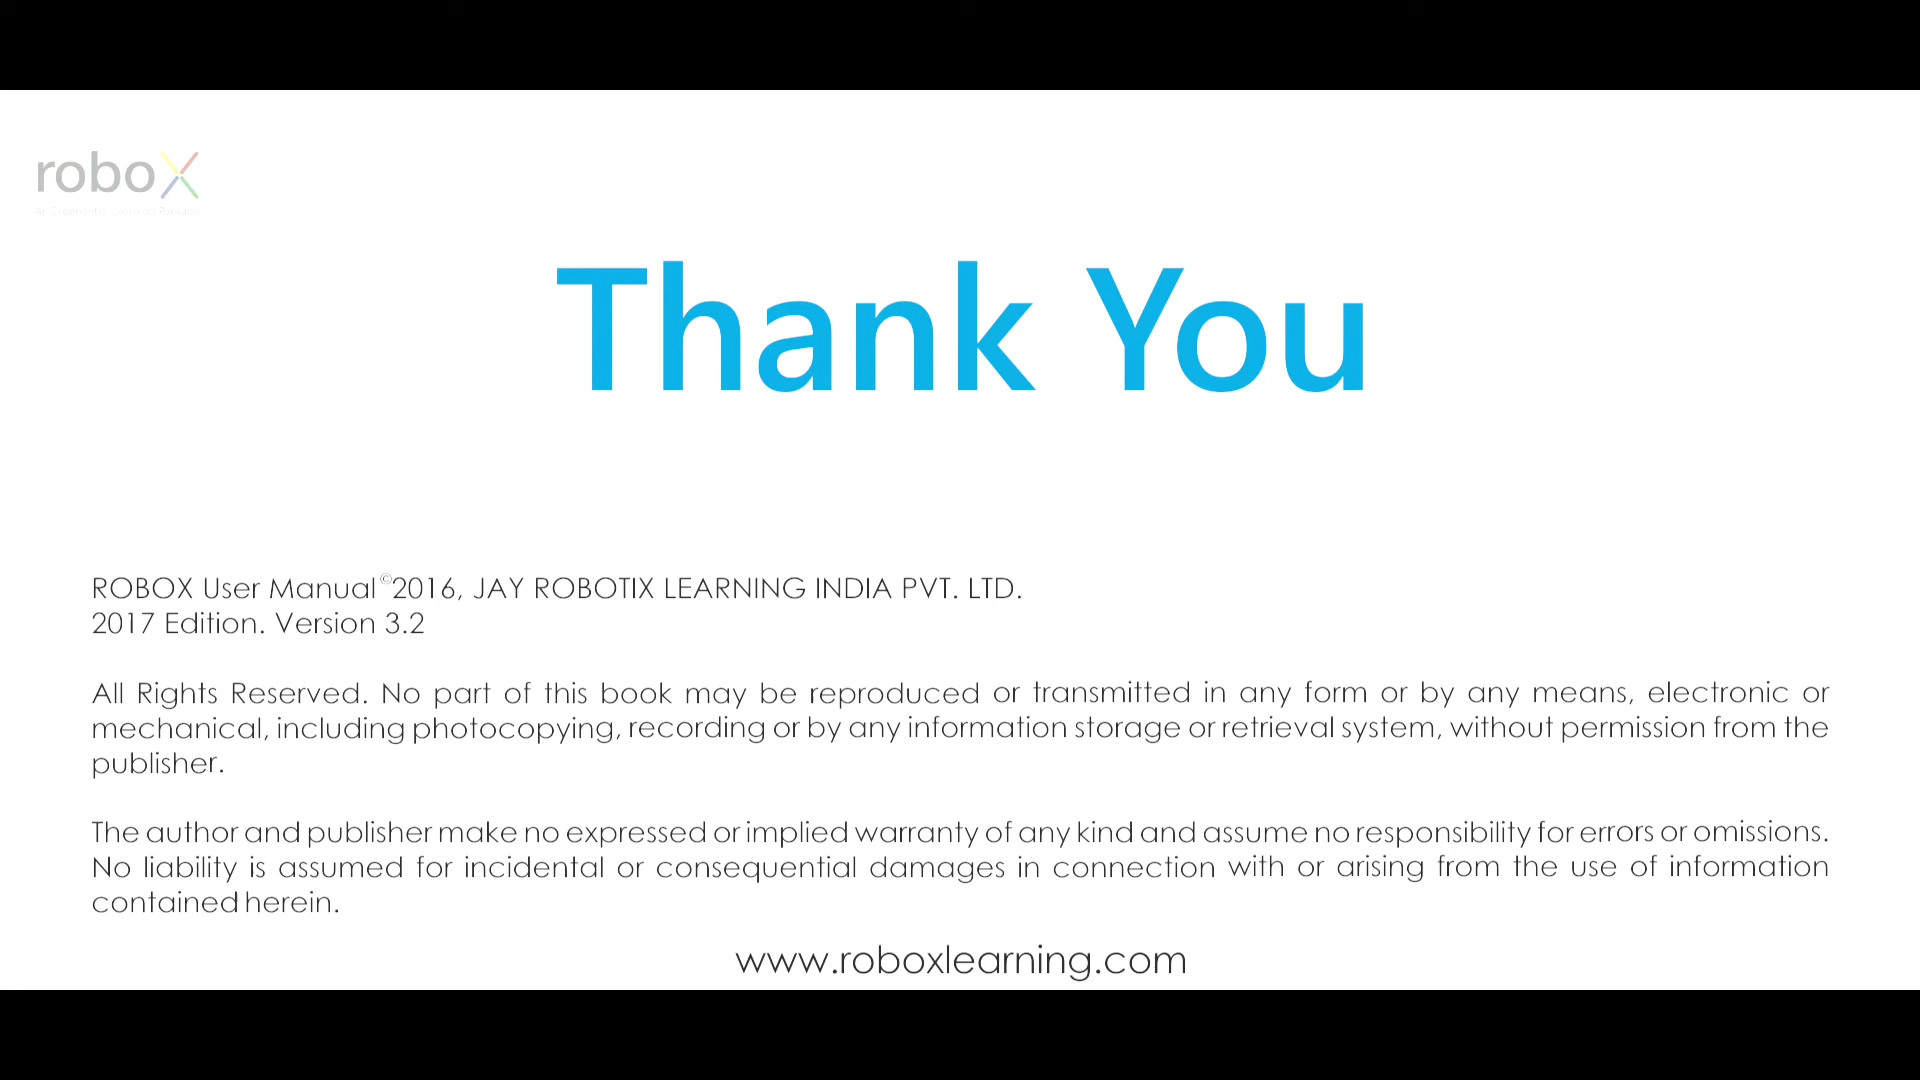 roboX
An Experiential Learning Package
Thank You
ROBOX User Manual©2016, JAY ROBOTIX LEARNING INDIA PVT. LTD.
2017 Edition. Version 3.2
All Rights Reserved. No part of this book may be reproduced or transmitted in any form or by any means, electronic or
mechanical, including photocopying, recording or by any information storage or retrieval system, without permission from the
publisher.
The author and publisher make no expressed or implied warranty of any kind and assume no responsibility for errors or omissions.
No liability is assumed for incidental or consequential damages in connection with or arising from the use of information
contained herein.
www.roboxlearning.com